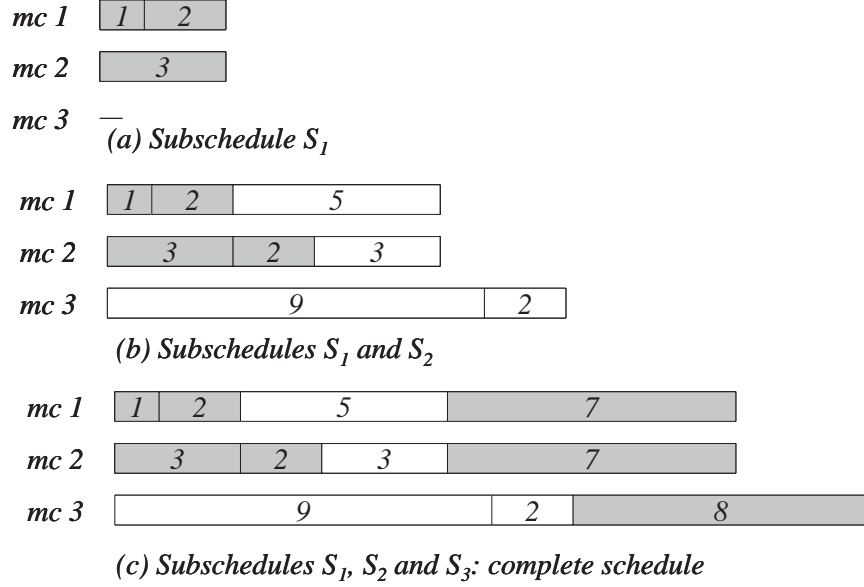 mc 1 1 2
mc 2 3
mc 3
(a) Subschedule S1
mc 1 1 2 5
mc 2 3 2 3
mc 3 9 2
(b) Subschedules S1 and S2
mc 1 1 2 5 7
mc 2 3 2 3 7
mc 3 9 2 8
(c) Subschedules S1, S2 and S3: complete schedule